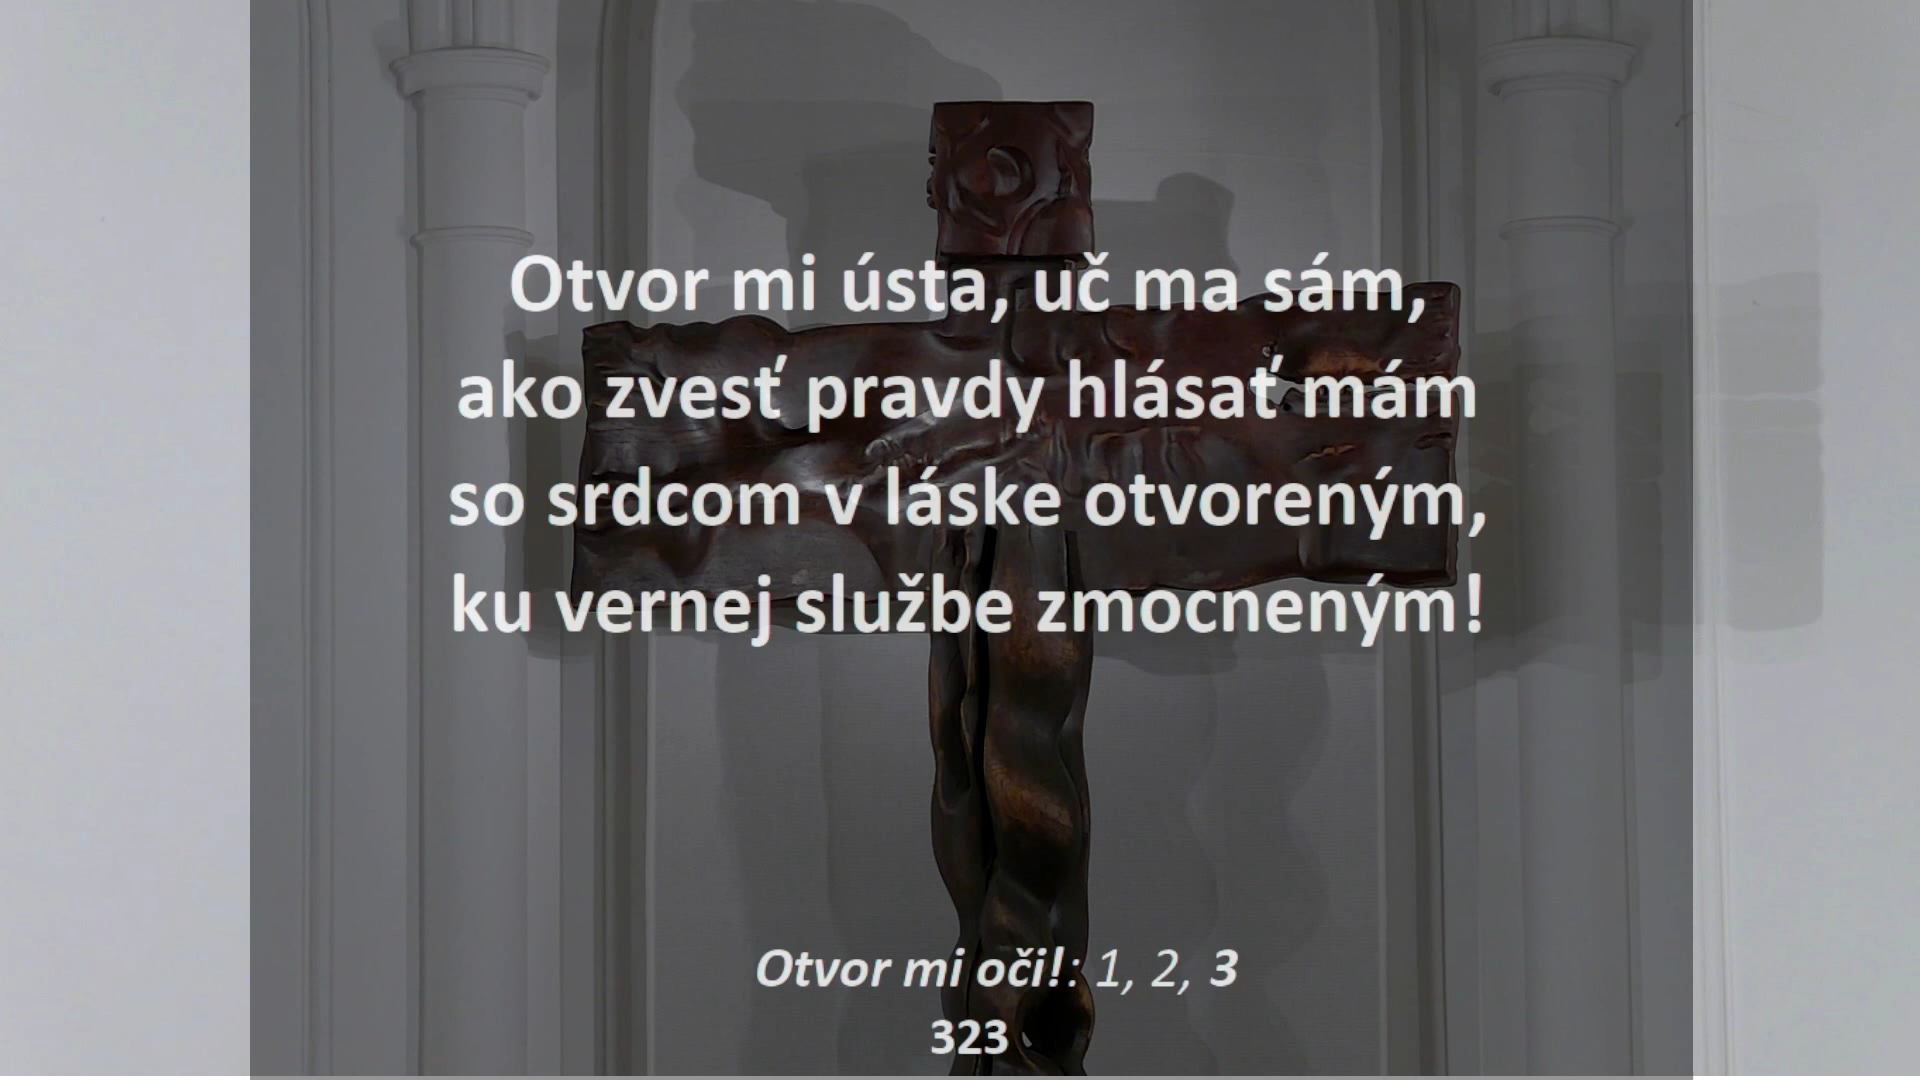 Otvor mi ústa, uč ma sám,
ako zvesť pravdy hlásať mám
so srdcom v láske otvoreným,
ku vernej službe zmocneným!
Otvor mi oči!: 1, 2, 3
323